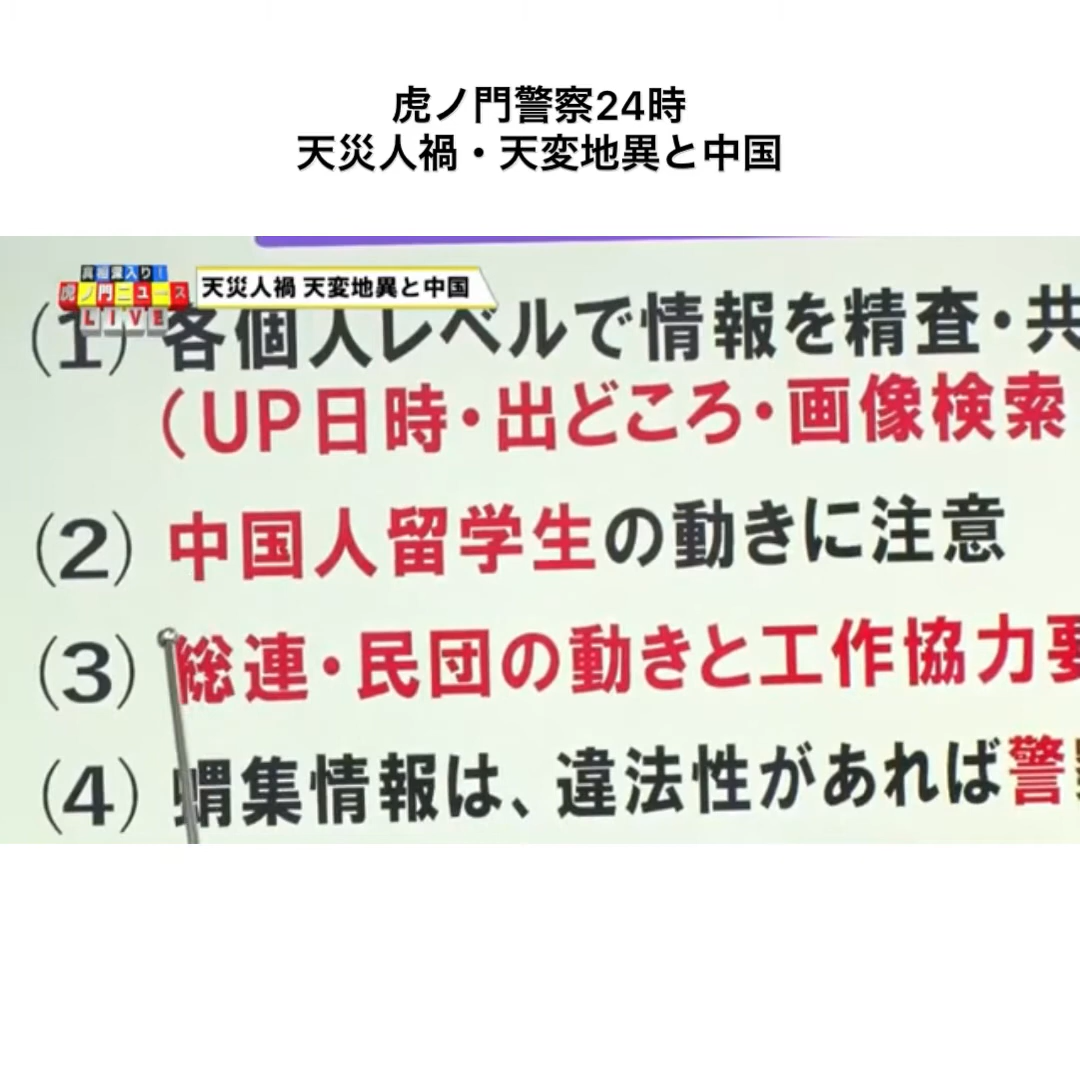 虎ノ門警察24時
天災人禍・天変地異と中国
真相深入り！
虎ノ門ニュース
LIVE
天災人禍 天変地異と中国
(1) 各個人レベルで情報を精査・共
(UP日時・出どころ・画像検索
(2) 中国人留学生の動きに注意
(3) 総連・民団の動きと工作協力要
(4) 蝟集情報は、違法性があれば警